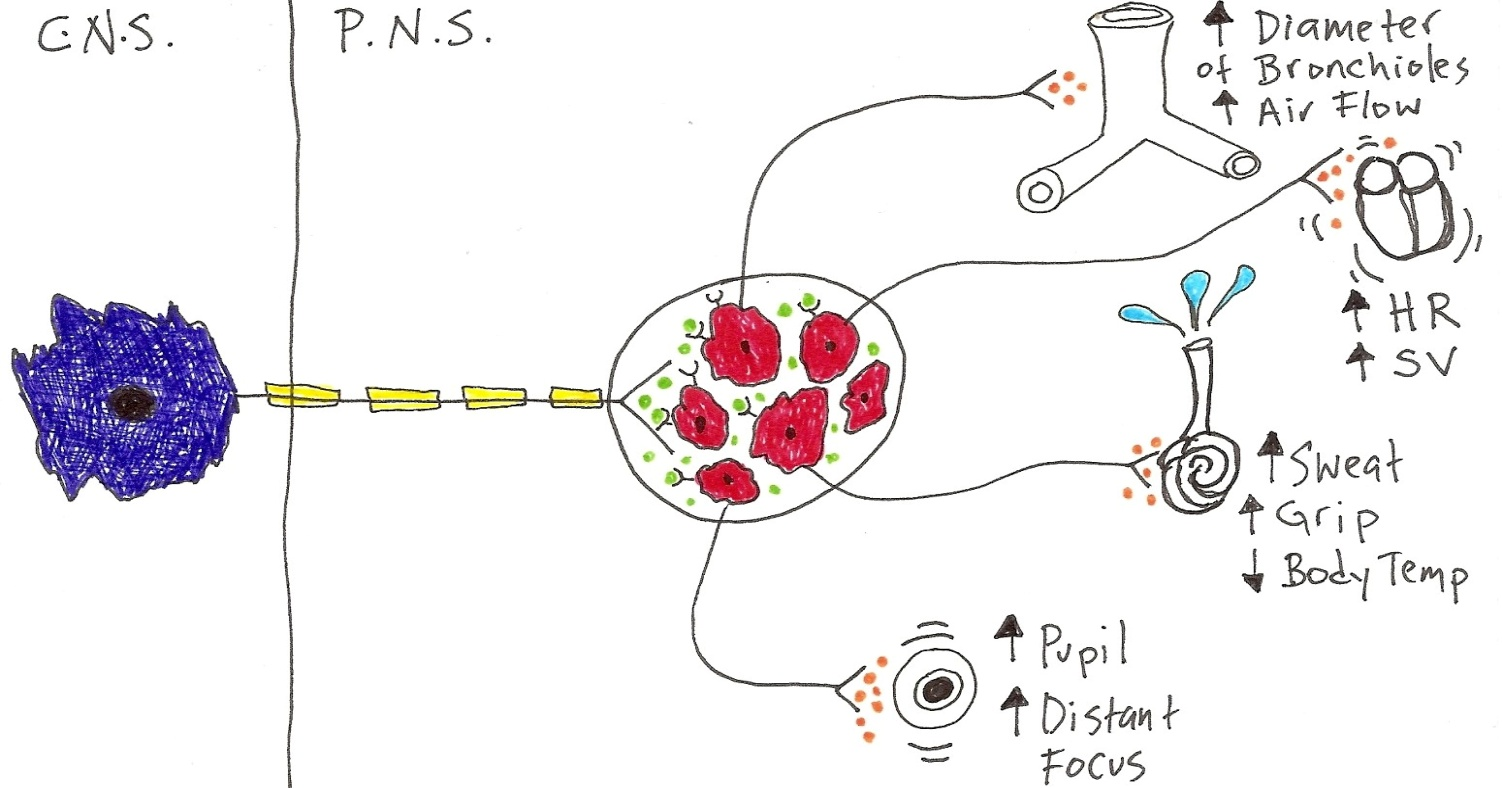 C.N.S.
P.N.S.
↑ Diameter
of Bronchioles
↑ Air Flow
↑ HR
↑ SV
↑ Sweat
↑ Grip
↓ Body Temp
↑ Pupil
↑ Distant
Focus